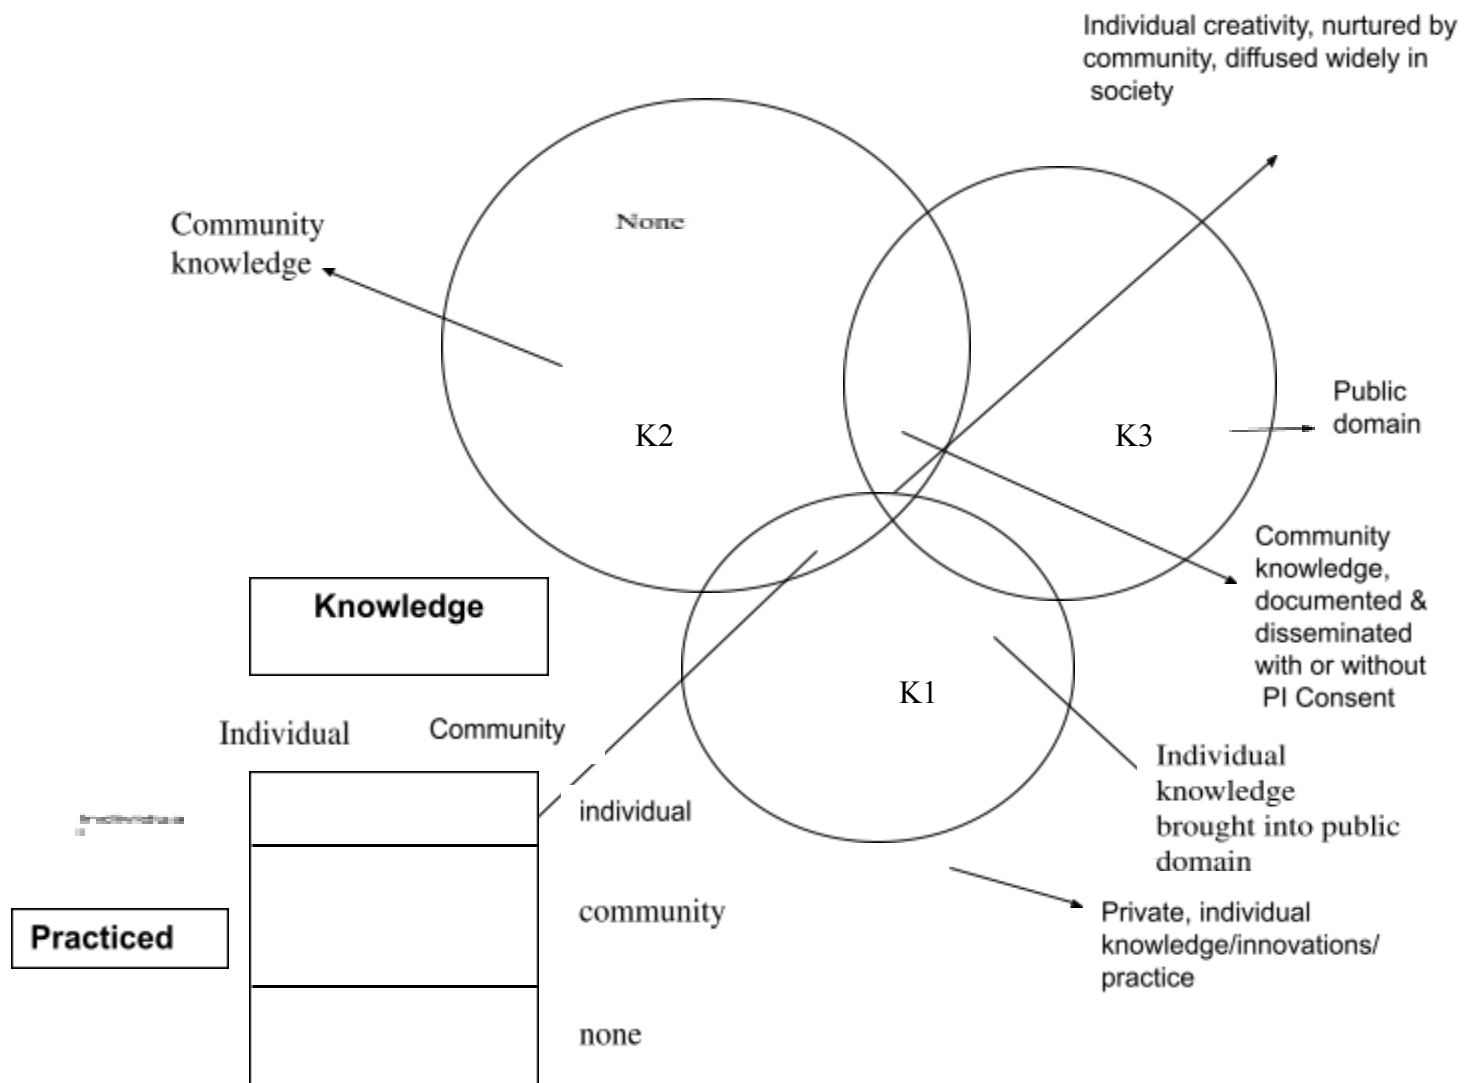 Individual creativity, nurtured by
community, diffused widely in
society
None
Community
knowledge
Public
domain
K2
K3
Community
knowledge,
documented &
disseminated
with or without
PI Consent
Knowledge
K1
Individual
Community
Individual
knowledge
brought into public
domain
individual
community
Private, individual
knowledge/innovations/
practice
Practiced
none